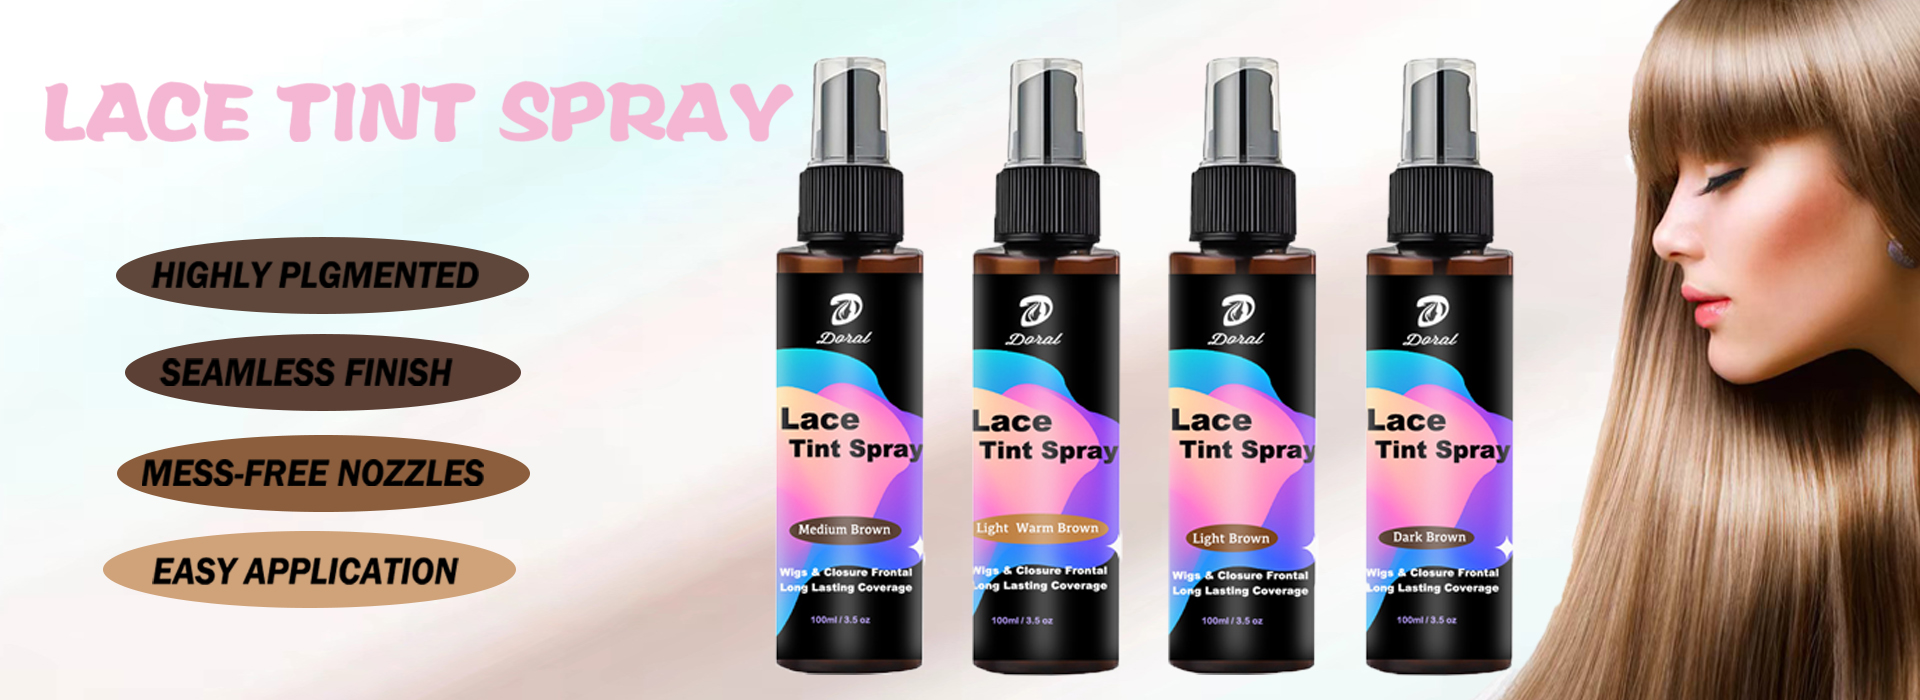 LACE TINT SPRAY
HIGHLY PLGMENTED
SEAMLESS FINISH
MESS-FREE NOZZLES
EASY APPLICATION
D
Doral
Lace
Tint Spray
Medium Brown
Wigs & Closure Frontal
Long Lasting Coverage
100ml / 3.5 oz
D
Doral
Lace
Tint Spray
Light Warm Brown
Wigs & Closure Frontal
Long Lasting Coverage
100ml / 3.5 oz
D
Doral
Lace
Tint Spray
Light Brown
Wigs & Closure Frontal
Long Lasting Coverage
100ml / 3.5 oz
D
Doral
Lace
Tint Spray
Dark Brown
Wigs & Closure Frontal
Long Lasting Coverage
100ml / 3.5 oz